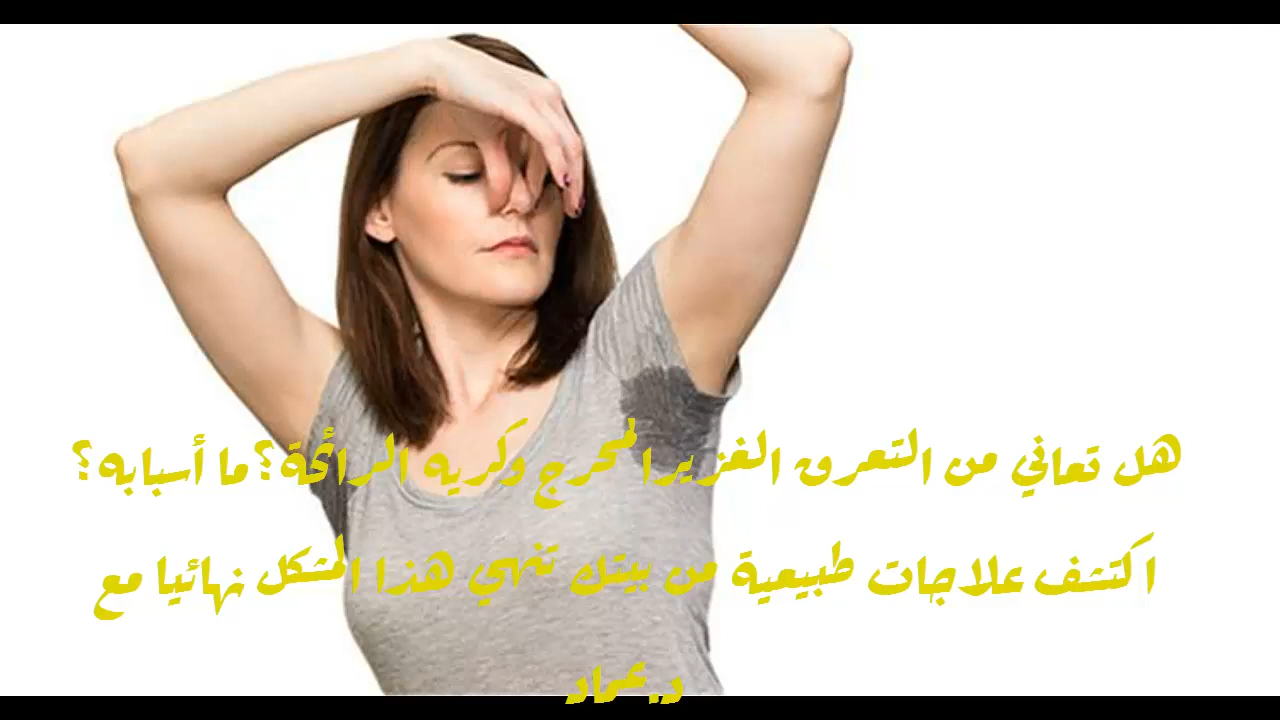 هل تعاني من التعرق الغزير المحرج وكريه الرائحة؟ ما أسبابه؟
اكتشف علاجات طبيعية من بيتك تنهي هذا المشكل نهائيا مع
د.عماد